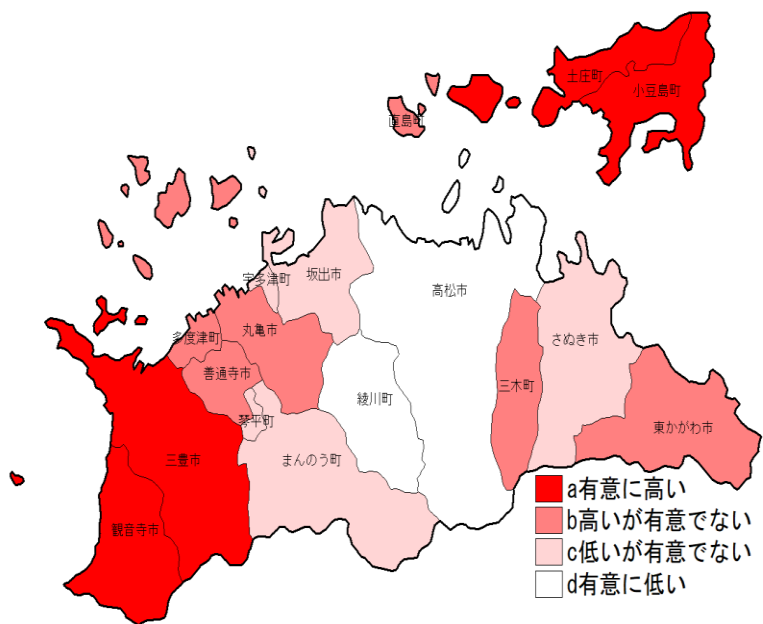 土庄町
小豆島町
直島町
宇多津町
坂出市
高松市
多度津町
丸亀市
さぬき市
善通寺市
三木町
綾川町
琴平町
東かがわ市
三豊市
まんのう町
観音寺市
a有意に高い
b高いが有意でない
c低いが有意でない
d有意に低い